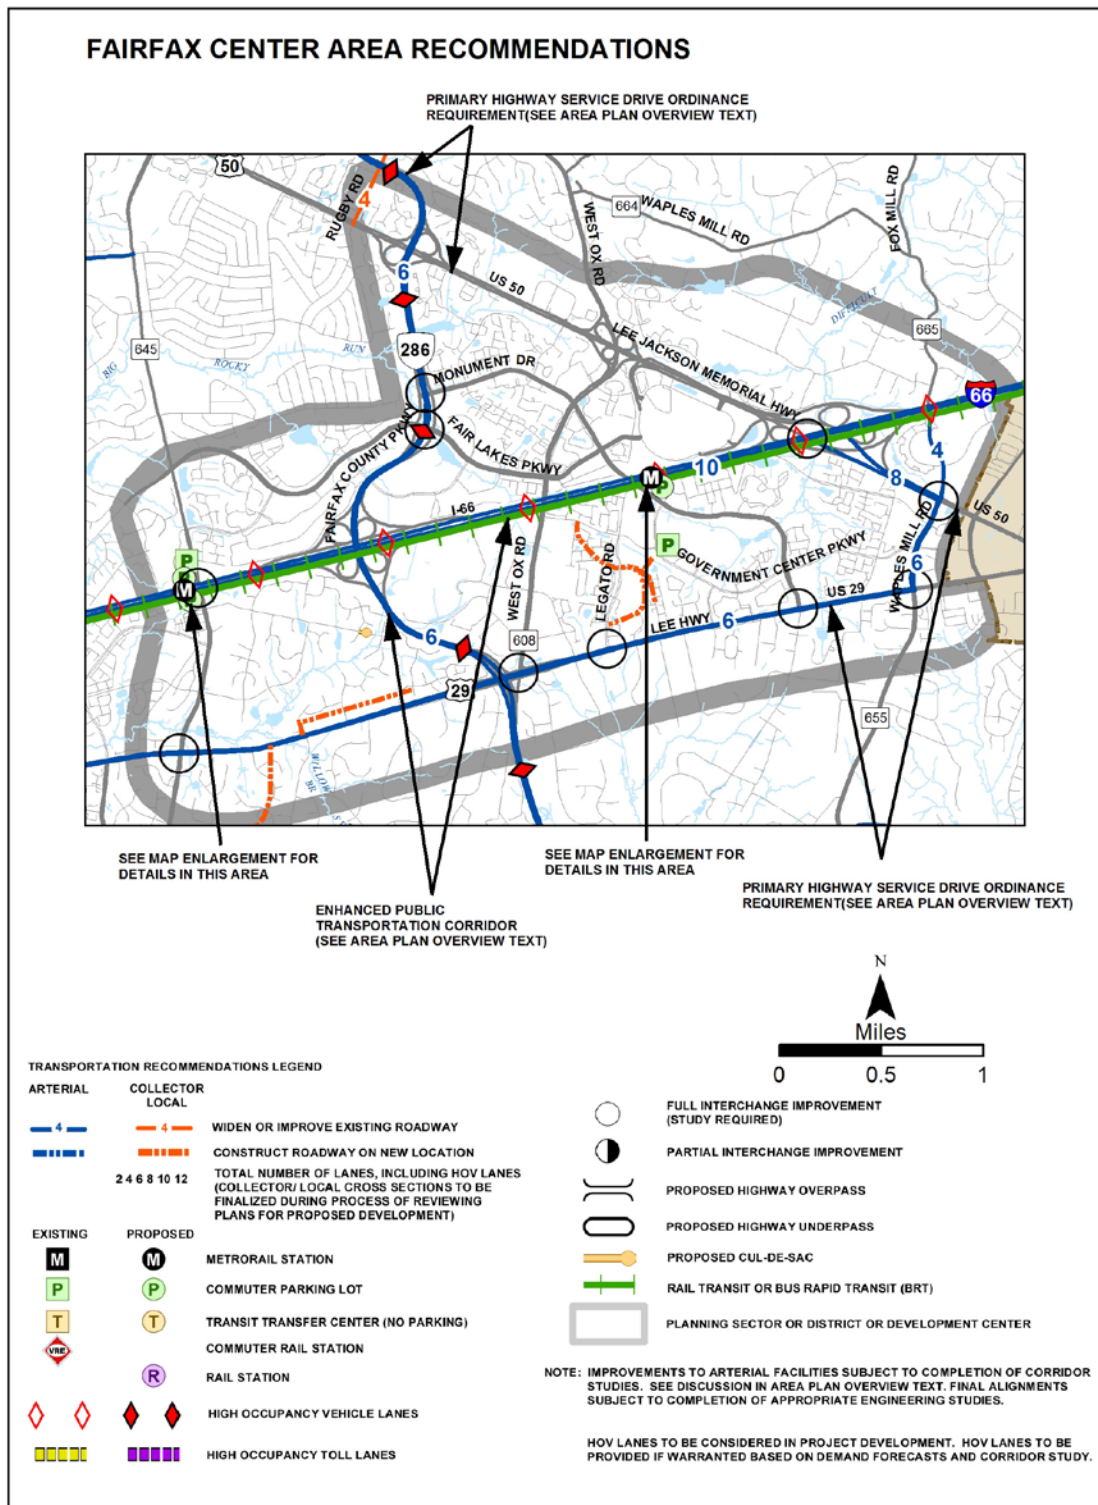 FAIRFAX CENTER AREA RECOMMENDATIONS
PRIMARY HIGHWAY SERVICE DRIVE ORDINANCE
REQUIREMENT(SEE AREA PLAN OVERVIEW TEXT)
50
RUGBY RD
4
WEST OX RD
664
WAPLES MILL RD
FOX MILL RD
6
US 50
DIFFICULT
665
645
BIG
ROCKY
RUN
286
MONUMENT DR
LEE JACKSON MEMORIAL HWY
66
FAIRFAX COUNTY PKWY
FAIR LAKES PKWY
4
10
M
P
8
I-66
US 50
P
M
WEST OX RD
LEGATO RD
P
GOVERNMENT CENTER PKWY
WAPLES MILL RD
6
US 29
6
608
LEE HWY
6
29
655
WILLOW
BR
SEE MAP ENLARGEMENT FOR
DETAILS IN THIS AREA
SEE MAP ENLARGEMENT FOR
DETAILS IN THIS AREA
PRIMARY HIGHWAY SERVICE DRIVE ORDINANCE
REQUIREMENT(SEE AREA PLAN OVERVIEW TEXT)
ENHANCED PUBLIC
TRANSPORTATION CORRIDOR
(SEE AREA PLAN OVERVIEW TEXT)
N
Miles
0 0.5 1
TRANSPORTATION RECOMMENDATIONS LEGEND
ARTERIAL
COLLECTOR
LOCAL
4 4 WIDEN OR IMPROVE EXISTING ROADWAY
CONSTRUCT ROADWAY ON NEW LOCATION
2 4 6 8 10 12 TOTAL NUMBER OF LANES, INCLUDING HOV LANES
(COLLECTOR/ LOCAL CROSS SECTIONS TO BE
FINALIZED DURING PROCESS OF REVIEWING
PLANS FOR PROPOSED DEVELOPMENT)
EXISTING PROPOSED
M M METRORAIL STATION
P P COMMUTER PARKING LOT
T T TRANSIT TRANSFER CENTER (NO PARKING)
VRE COMMUTER RAIL STATION
R RAIL STATION
HIGH OCCUPANCY VEHICLE LANES
HIGH OCCUPANCY TOLL LANES
FULL INTERCHANGE IMPROVEMENT
(STUDY REQUIRED)
PARTIAL INTERCHANGE IMPROVEMENT
PROPOSED HIGHWAY OVERPASS
PROPOSED HIGHWAY UNDERPASS
PROPOSED CUL-DE-SAC
RAIL TRANSIT OR BUS RAPID TRANSIT (BRT)
PLANNING SECTOR OR DISTRICT OR DEVELOPMENT CENTER
NOTE: IMPROVEMENTS TO ARTERIAL FACILITIES SUBJECT TO COMPLETION OF CORRIDOR
STUDIES. SEE DISCUSSION IN AREA PLAN OVERVIEW TEXT. FINAL ALIGNMENTS
SUBJECT TO COMPLETION OF APPROPRIATE ENGINEERING STUDIES.
HOV LANES TO BE CONSIDERED IN PROJECT DEVELOPMENT. HOV LANES TO BE
PROVIDED IF WARRANTED BASED ON DEMAND FORECASTS AND CORRIDOR STUDY.